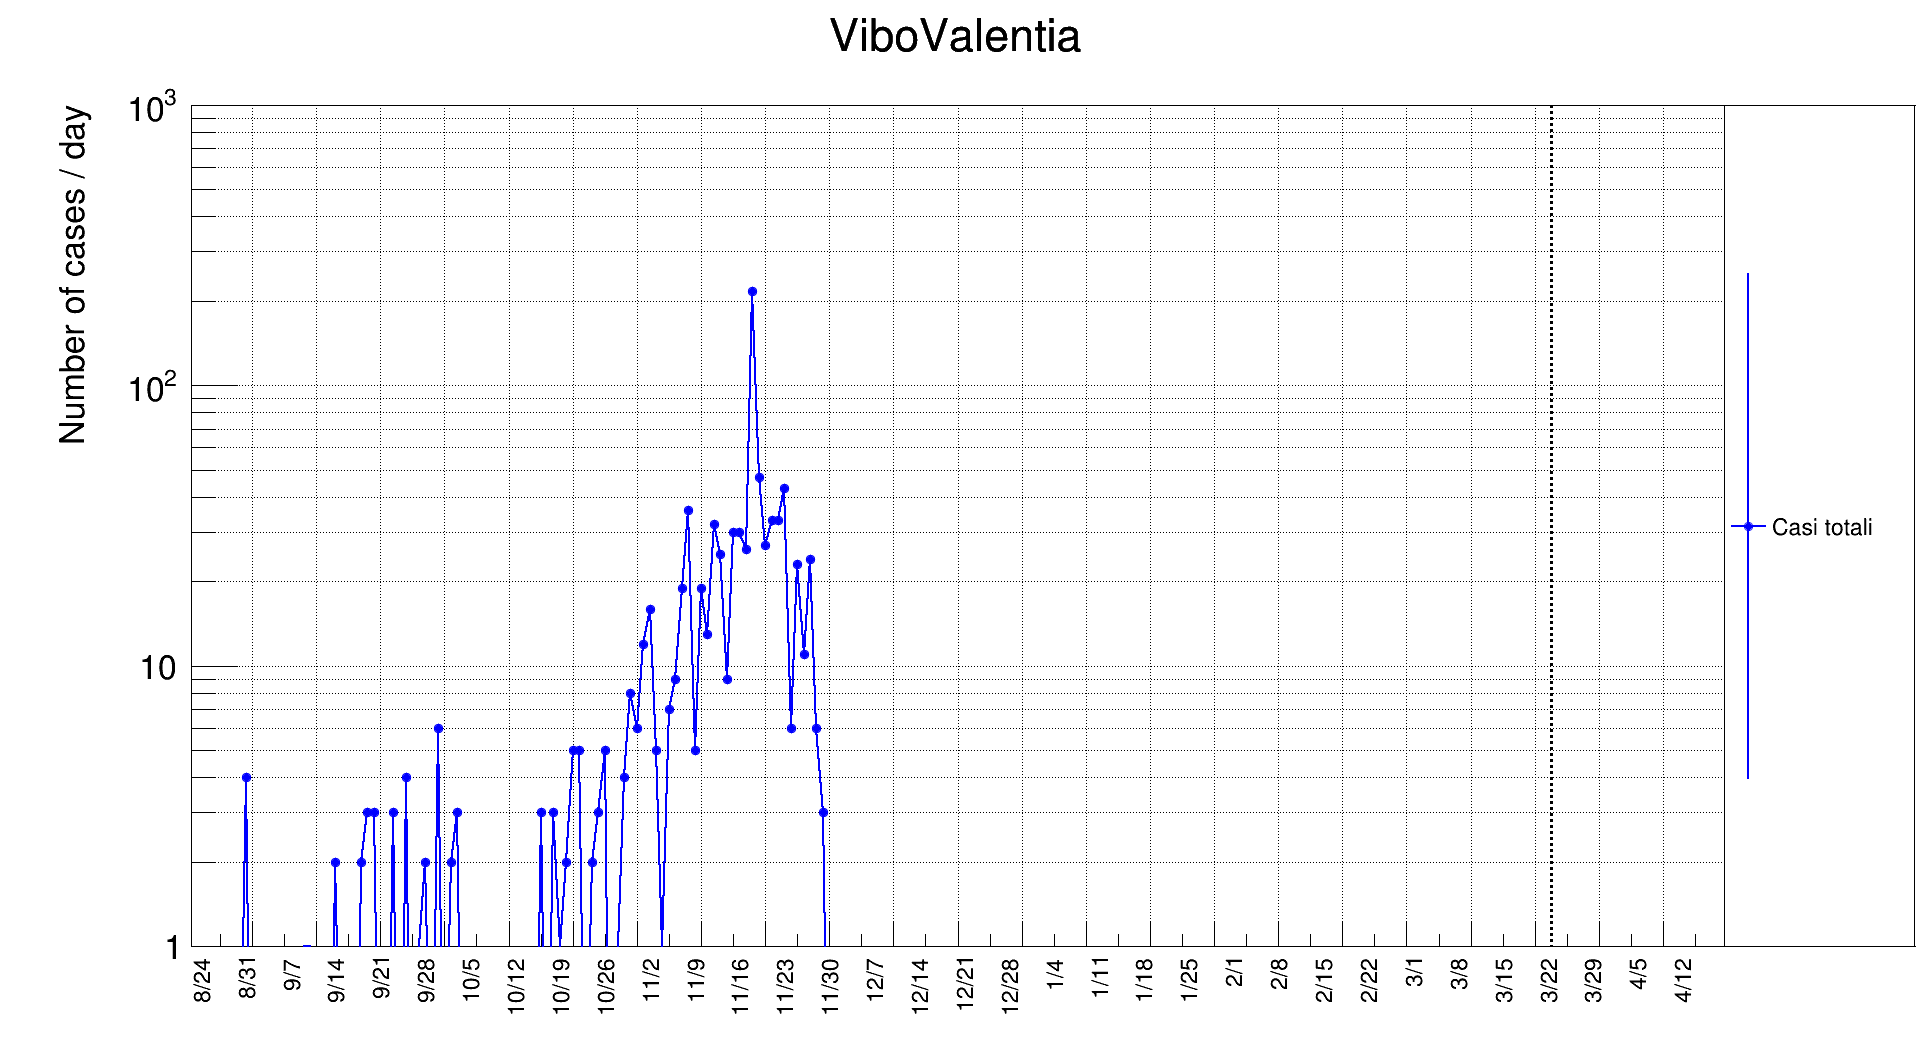 ViboValentia
Number of cases / day
10³
10²
10
1
8/24 8/31 9/7 9/14 9/21 9/28 10/5 10/12 10/19 10/26 11/2 11/9 11/16 11/23 11/30 12/7 12/14 12/21 12/28 1/4 1/11 1/18 1/25 2/1 2/8 2/15 2/22 3/1 3/8 3/15 3/22 3/29 4/5 4/12
Casi totali